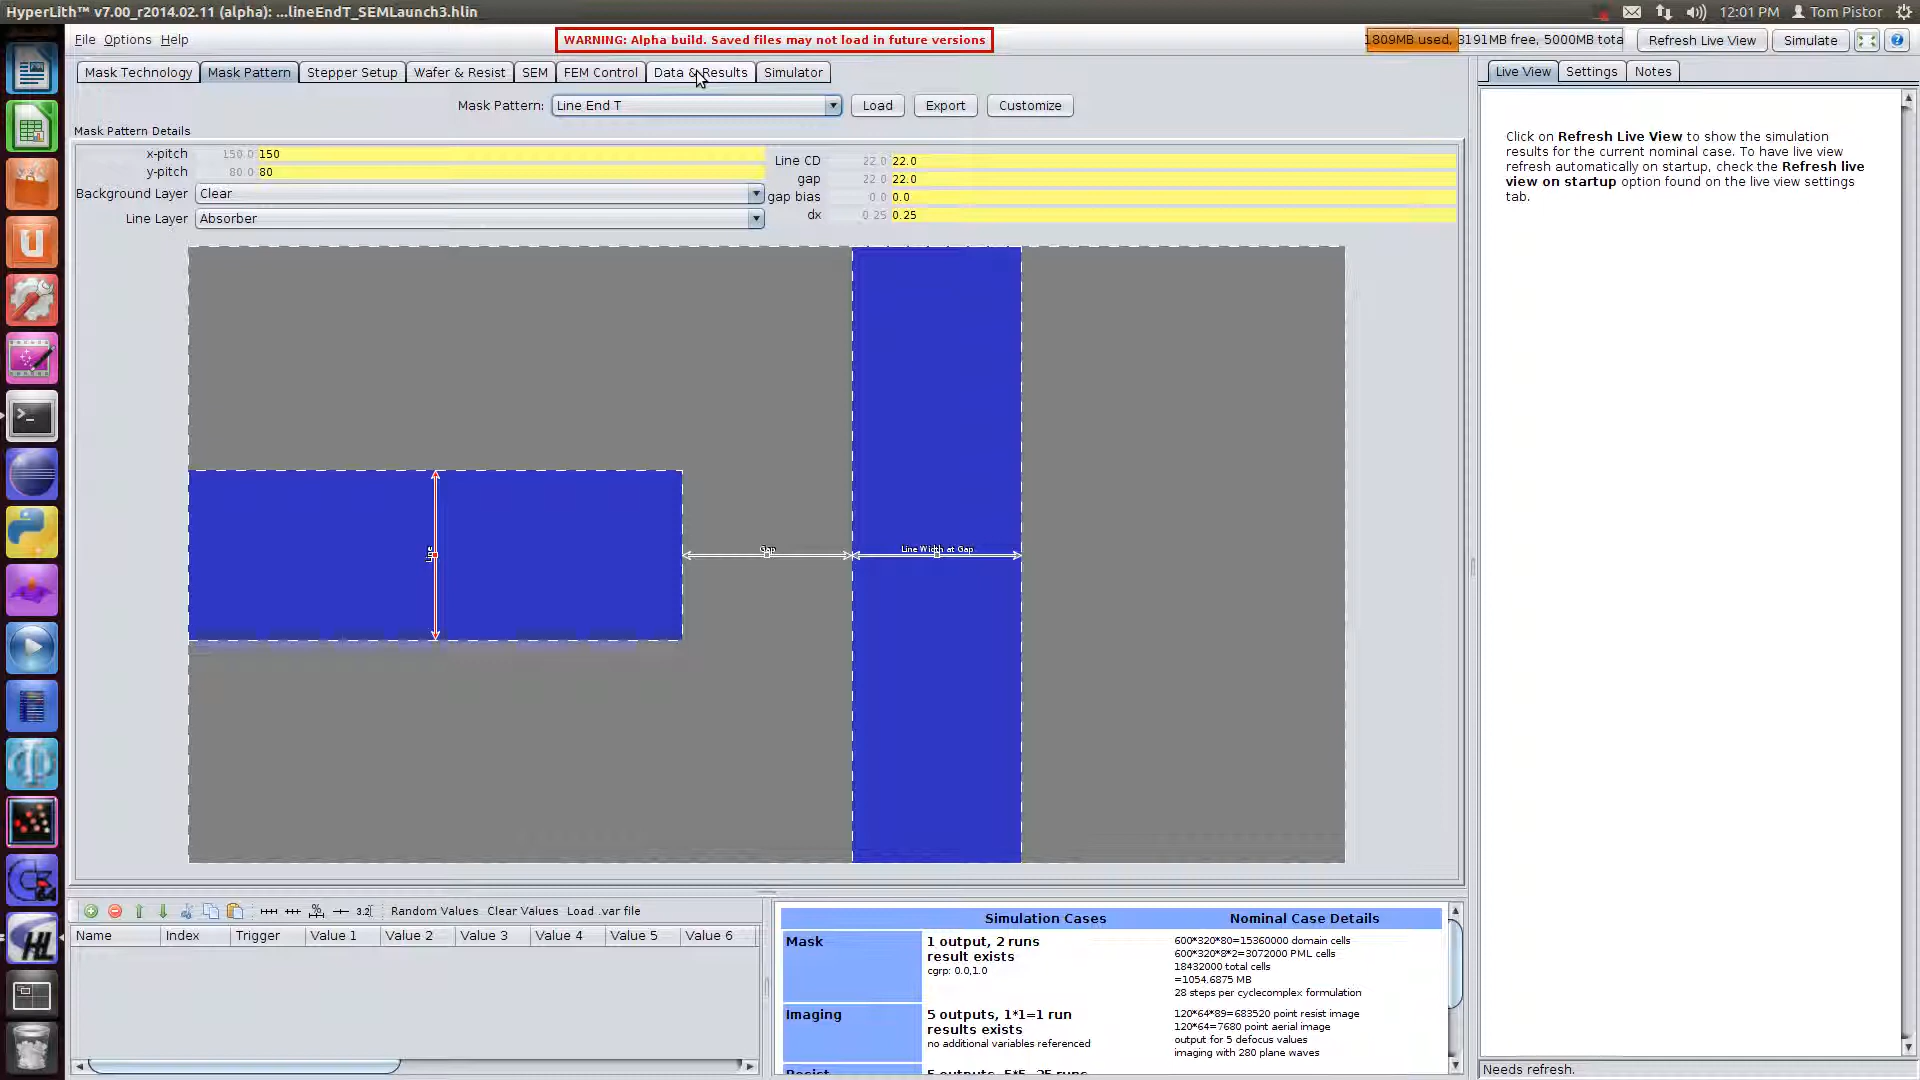 HyperLith™ v7.00_r2014.02.11 (alpha): ...lineEndT_SEMLaunch3.hlin
12:01 PM
Tom Pistor
File Options Help
WARNING: Alpha build. Saved files may not load in future versions
1809MB used, 3191MB free, 5000MB tota
Refresh Live View
Simulate
Mask Technology
Mask Pattern
Stepper Setup
Wafer & Resist
SEM
FEM Control
Data & Results
Simulator
Live View
Settings
Notes
Mask Pattern: Line End T
Load
Export
Customize
Mask Pattern Details
x-pitch 150.0 150
y-pitch 80.0 80
Background Layer Clear
Line Layer Absorber
Line CD 22.0 22.0
gap 22.0 22.0
gap bias 0.0 0.0
dx 0.25 0.25
Line
Gap
Line Width at Gap
Click on Refresh Live View to show the simulation
results for the current nominal case. To have live view
refresh automatically on startup, check the Refresh live
view on startup option found on the live view settings
tab.
Random Values Clear Values Load .var file
Name Index Trigger Value 1 Value 2 Value 3 Value 4 Value 5 Value 6
Simulation Cases Nominal Case Details
Mask
1 output, 2 runs
result exists
cgrp: 0.0,1.0
600*320*80=15360000 domain cells
600*320*8*2=3072000 PML cells
18432000 total cells
=1054.6875 MB
28 steps per cyclecomplex formulation
Imaging
5 outputs, 1*1=1 run
results exists
no additional variables referenced
120*64*89=683520 point resist image
120*64=7680 point aerial image
output for 5 defocus values
imaging with 280 plane waves
Resist
5 outputs, 5*5=25 runs
Needs refresh.